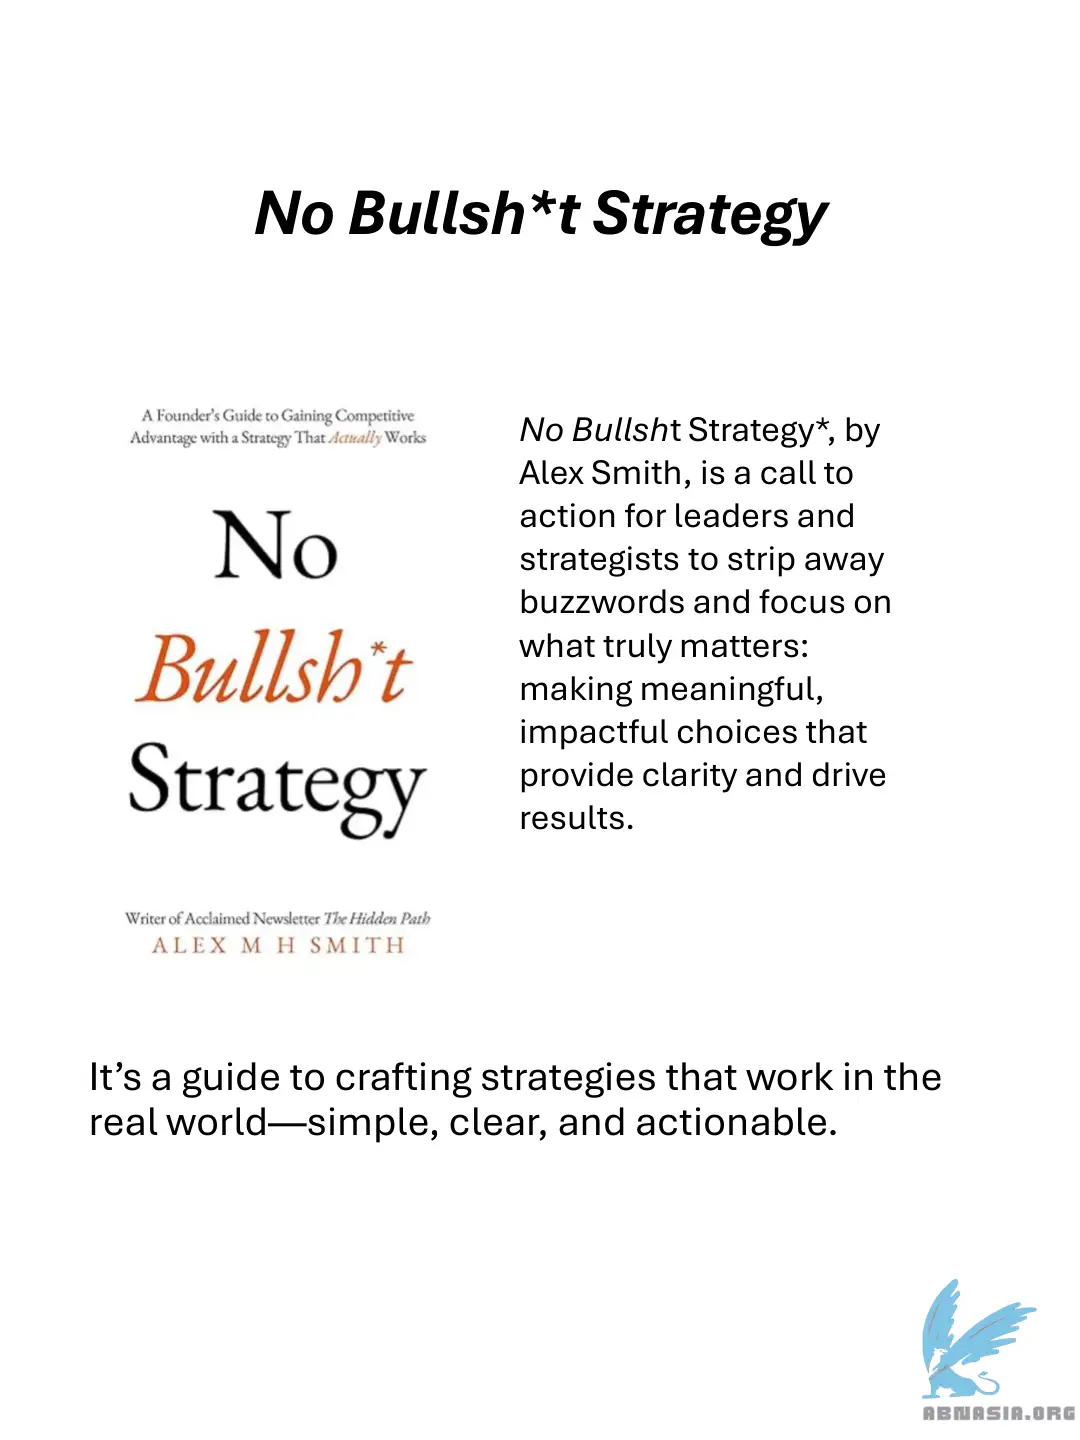 No Bullsh*t Strategy
A Founder's Guide to Gaining Competitive
Advantage with a Strategy That Actually Works
No
Bullsh*t
Strategy
Writer of Acclaimed Newsletter The Hidden Path
ALEX M H SMITH
No Bullsht Strategy*, by
Alex Smith, is a call to
action for leaders and
strategists to strip away
buzzwords and focus on
what truly matters:
making meaningful,
impactful choices that
provide clarity and drive
results.
It's a guide to crafting strategies that work in the
real world—simple, clear, and actionable.
ABNASIA.ORG